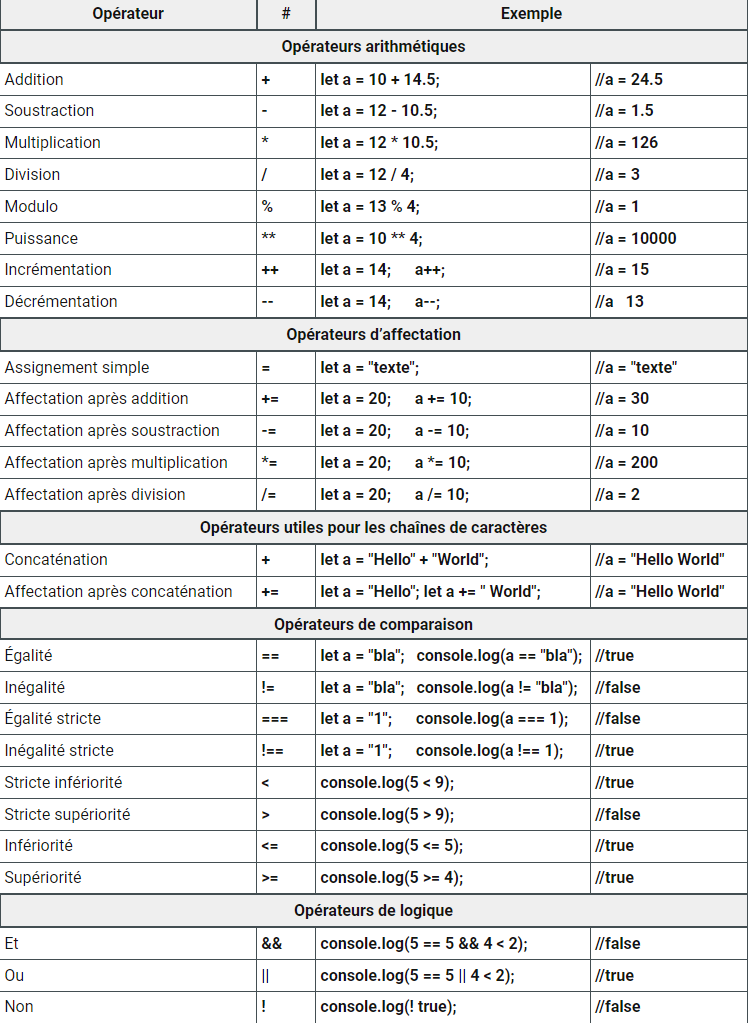 Opérateur # Exemple
Opérateurs arithmétiques
Addition + let a = 10 + 14.5; //a = 24.5
Soustraction - let a = 12 - 10.5; //a = 1.5
Multiplication * let a = 12 * 10.5; //a = 126
Division / let a = 12 / 4; //a = 3
Modulo % let a = 13 % 4; //a = 1
Puissance ** let a = 10 ** 4; //a = 10000
Incrémentation ++ let a = 14; a++; //a = 15
Décrémentation -- let a = 14; a--; //a 13
Opérateurs d’affectation
Assignement simple = let a = "texte"; //a = "texte"
Affectation après addition += let a = 20; a += 10; //a = 30
Affectation après soustraction -= let a = 20; a -= 10; //a = 10
Affectation après multiplication *= let a = 20; a *= 10; //a = 200
Affectation après division /= let a = 20; a /= 10; //a = 2
Opérateurs utiles pour les chaînes de caractères
Concaténation + let a = "Hello" + "World"; //a = "Hello World"
Affectation après concaténation += let a = "Hello"; let a += " World"; //a = "Hello World"
Opérateurs de comparaison
Égalité == let a = "bla"; console.log(a == "bla"); //true
Inégalité != let a = "bla"; console.log(a != "bla"); //false
Égalité stricte === let a = "1"; console.log(a === 1); //false
Inégalité stricte !== let a = "1"; console.log(a !== 1); //true
Stricte infériorité < console.log(5 < 9); //true
Stricte supériorité > console.log(5 > 9); //false
Infériorité <= console.log(5 <= 5); //true
Supériorité >= console.log(5 >= 4); //true
Opérateurs de logique
Et && console.log(5 == 5 && 4 < 2); //false
Ou || console.log(5 == 5 || 4 < 2); //true
Non ! console.log(! true); //false